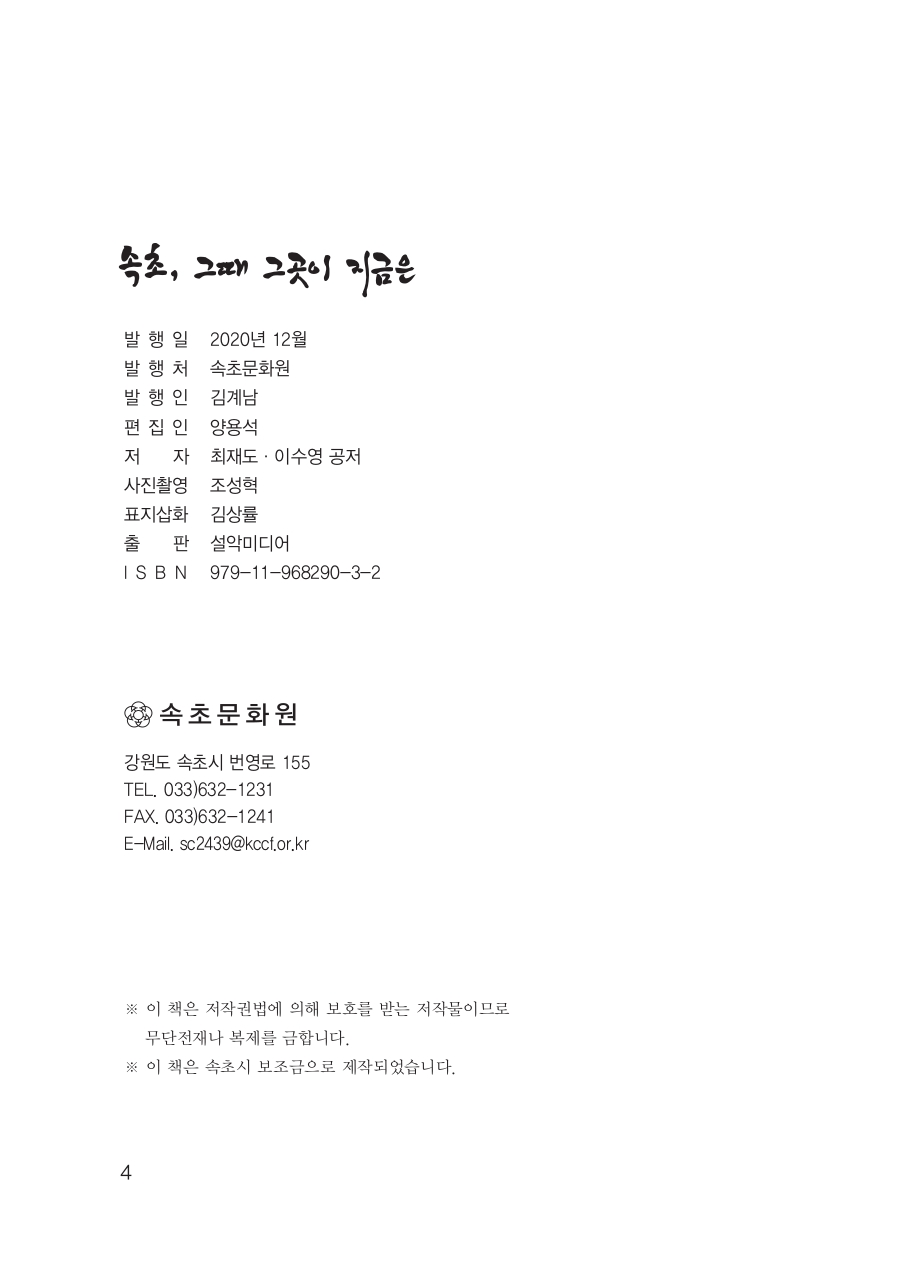 속초, 그때 그곳이 지금은
발 행 일 2020년 12월
발 행 처 속초문화원
발 행 인 김계남
편 집 인 양용석
저 자 최재도 · 이수영 공저
사진촬영 조성혁
표지삽화 김상률
출 판 설악미디어
I S B N 979-11-968290-3-2
속초문화원
강원도 속초시 번영로 155
TEL. 033)632-1231
FAX. 033)632-1241
E-Mail. sc2439@kccf.or.kr
※ 이 책은 저작권법에 의해 보호를 받는 저작물이므로
무단전재나 복제를 금합니다.
※ 이 책은 속초시 보조금으로 제작되었습니다.
4